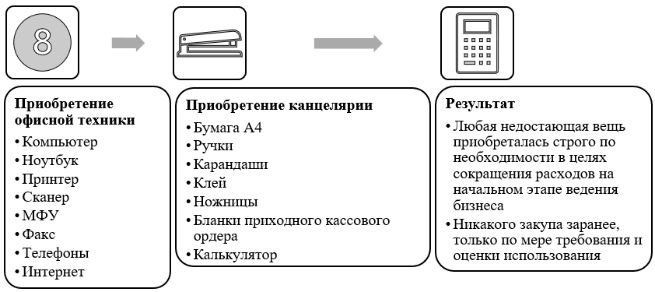 8
Приобретение
офисной техники
• Компьютер
• Ноутбук
• Принтер
• Сканер
• МФУ
• Факс
• Телефоны
• Интернет
Приобретение канцелярии
• Бумага А4
• Ручки
• Карандаши
• Клей
• Ножницы
• Бланки приходного кассового
ордера
• Калькулятор
Результат
• Любая недостающая вещь
приобреталась строго по
необходимости в целях
сокращения расходов на
начальном этапе ведения
бизнеса
• Никакого закупа заранее,
только по мере требования и
оценки использования